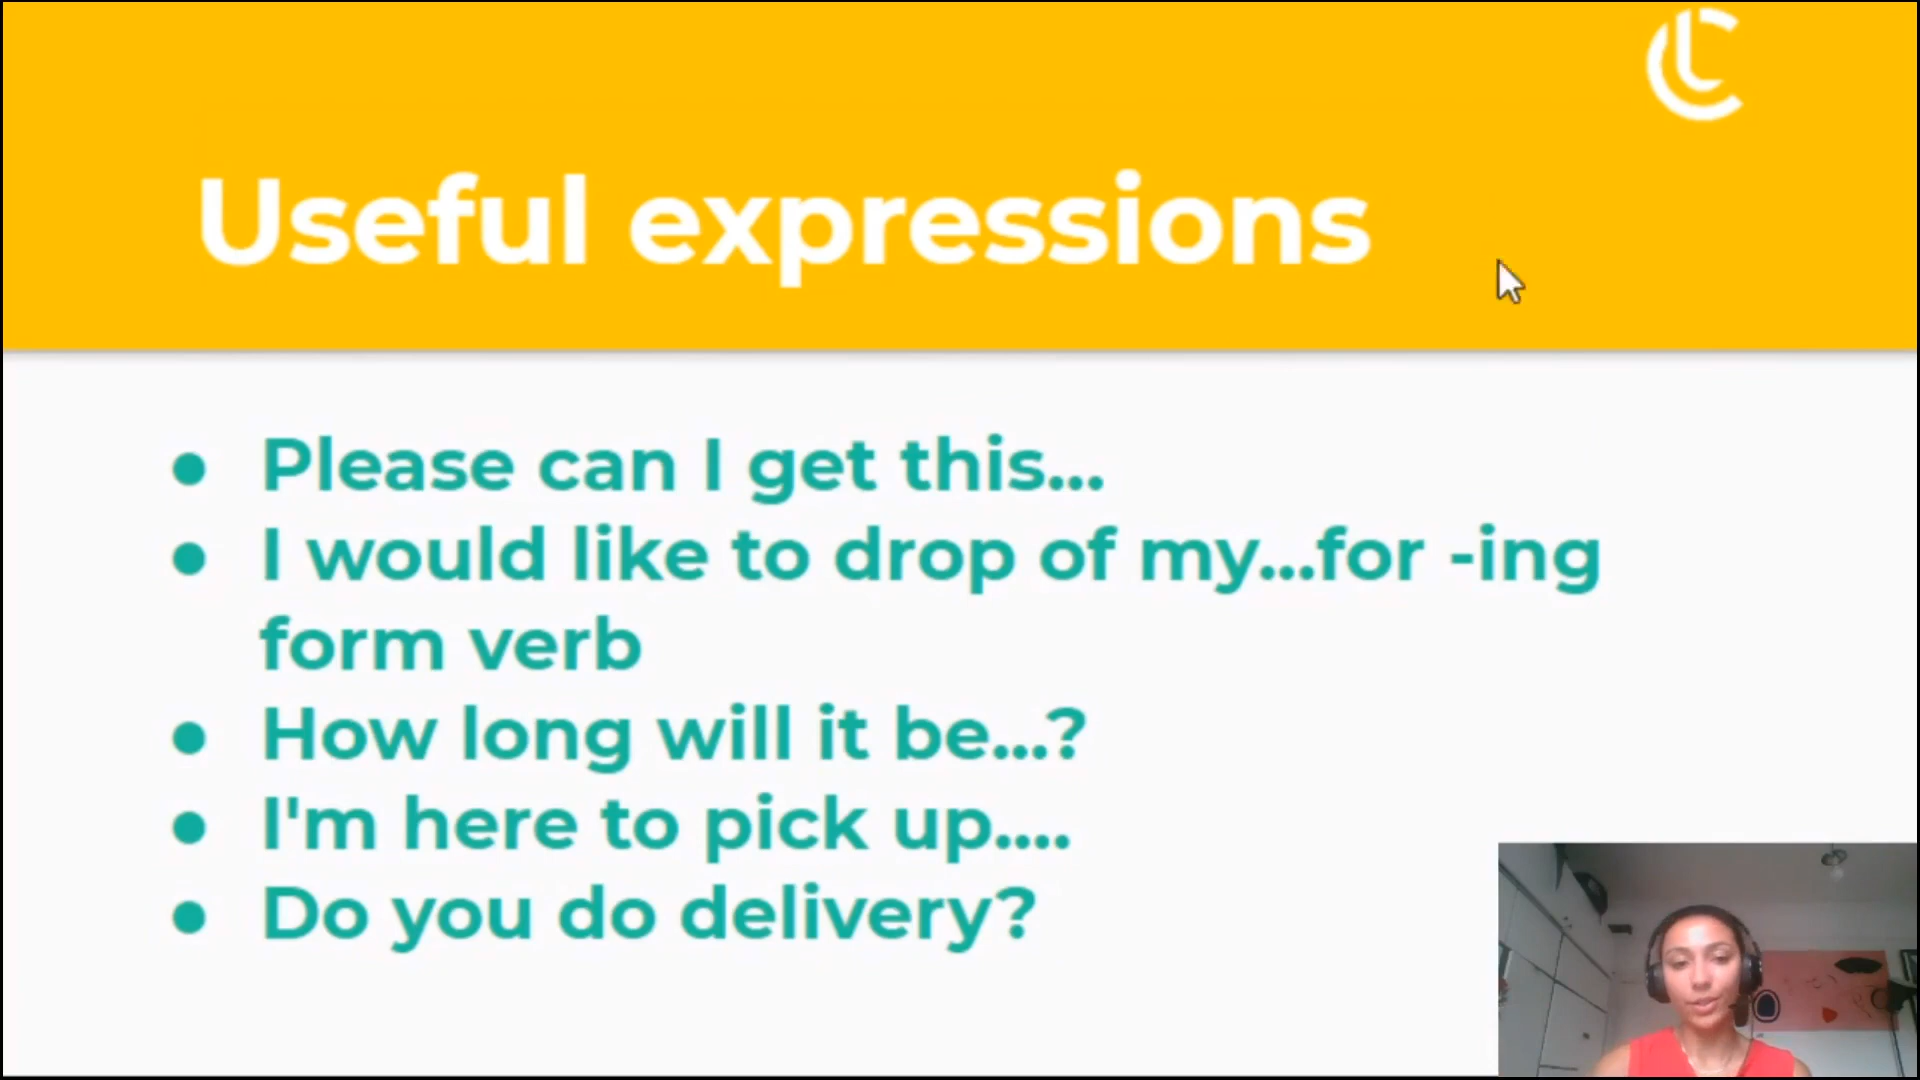 Useful expressions
● Please can I get this...
● I would like to drop of my...for -ing
form verb
● How long will it be...?
● I'm here to pick up....
● Do you do delivery?